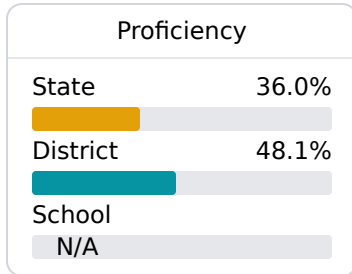 Proficiency
State 36.0%
District 48.1%
School
N/A